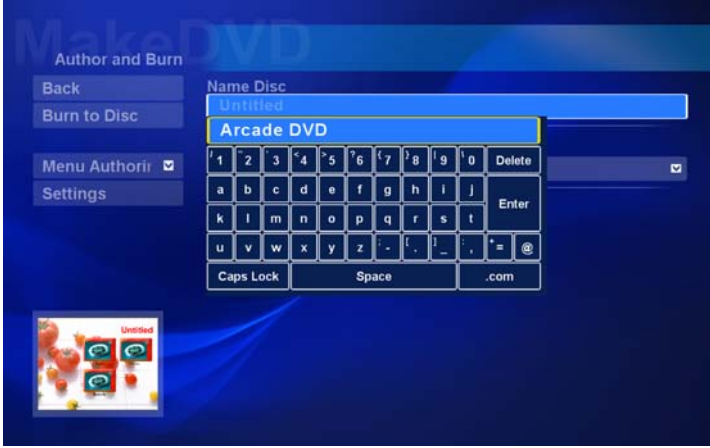 MakeDVD
Author and Burn
Back
Burn to Disc
Menu Authorin
Settings
Name Disc
Untitled
Arcade DVD
1 2 3 4 5 6 7 8 9 0 Delete
a b c d e f g h i j
Enter
k l m n o p q r s t
u v w x y z - . _ , = @
Caps Lock Space .com
Untitled